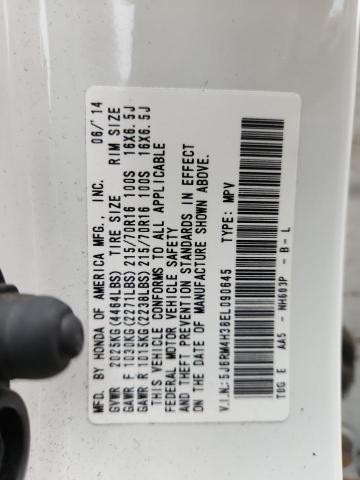 MFD. BY HONDA OF AMERICA MFG., INC. 06/'14
GVWR 2025KG(4464LBS) TIRE SIZE RIM SIZE
GAWR F 1030KG(2271LBS) 215/70R16 100S 16X6.5J
GAWR R 1015KG(2238LBS) 215/70R16 100S 16X6.5J
THIS VEHICLE CONFORMS TO ALL APPLICABLE
FEDERAL MOTOR VEHICLE SAFETY
AND THEFT PREVENTION STANDARDS IN EFFECT
ON THE DATE OF MANUFACTURE SHOWN ABOVE.
V.I.N.:5J6RM4H38EL090645 TYPE: MPV
T0G E AA5 - NH603P - B - L